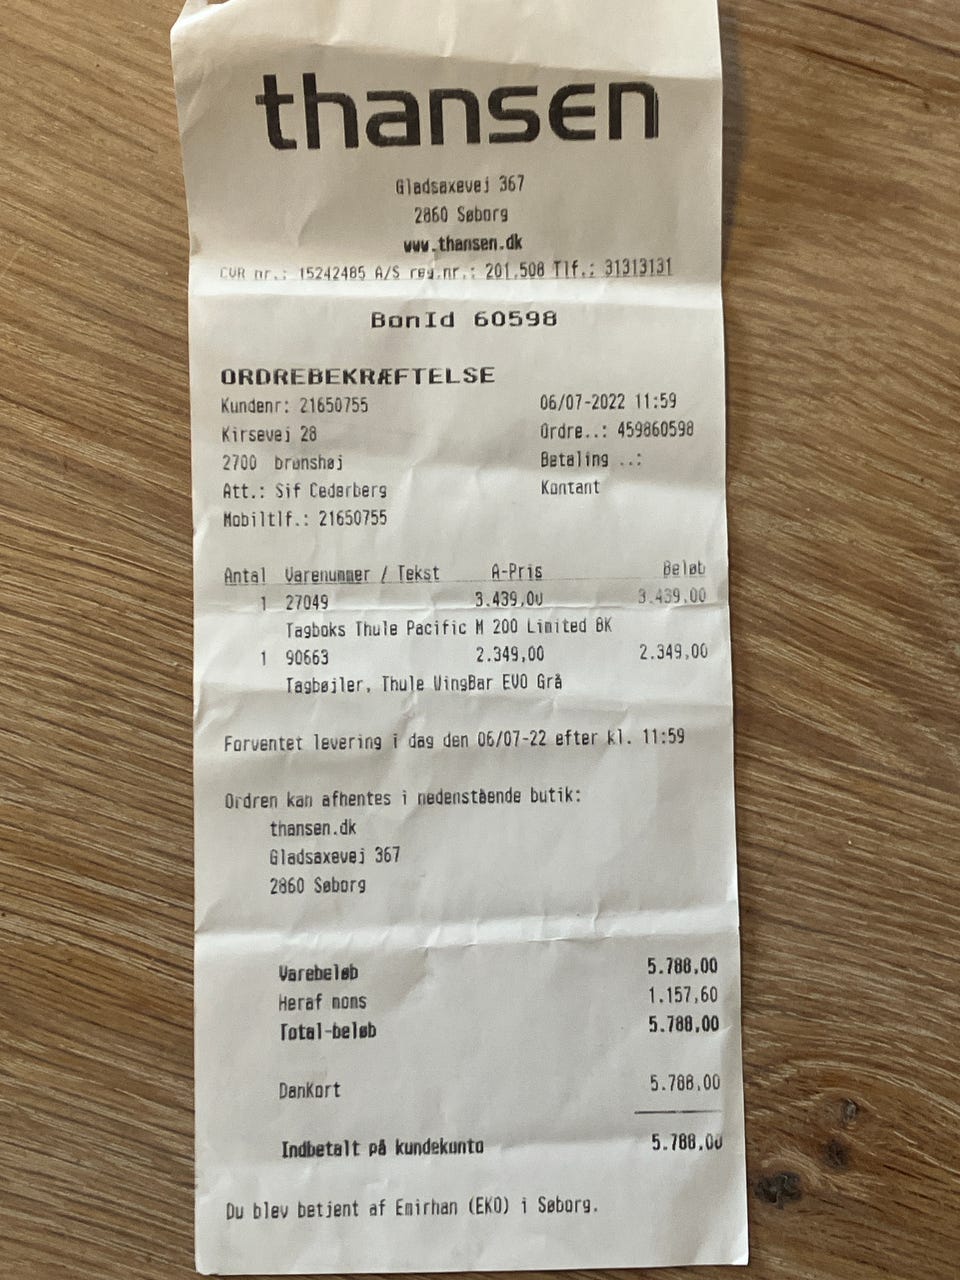 thansen
Gladsaxevej 367
2860 Søborg
www.thansen.dk
CVR nr.: 15242485 A/S reg.nr.: 201.508 Tlf.: 31313131
BonId 60598
ORDREBEKRÆFTELSE
Kundenr: 21650755 06/07-2022 11:59
Kirsevej 28 Ordre..: 459860598
2700 brønshøj Betaling ..:
Att.: Sif Cederberg Kontant
Mobiltlf.: 21650755
Antal Varenummer / Tekst A-Pris Beløb
1 27049 3.439,00 3.439,00
Tagboks Thule Pacific M 200 Limited BK
1 90663 2.349,00 2.349,00
Tagbøjler, Thule WingBar EVO Grå
Forventet levering i dag den 06/07-22 efter kl. 11:59
Ordren kan afhentes i nedenstående butik:
thansen.dk
Gladsaxevej 367
2860 Søborg
Varebeløb 5.788,00
Heraf moms 1.157,60
Total-beløb 5.788,00
DanKort 5.788,00
Indbetalt på kundekonto 5.788,00
Du blev betjent af Emirhan (EKO) i Søborg.